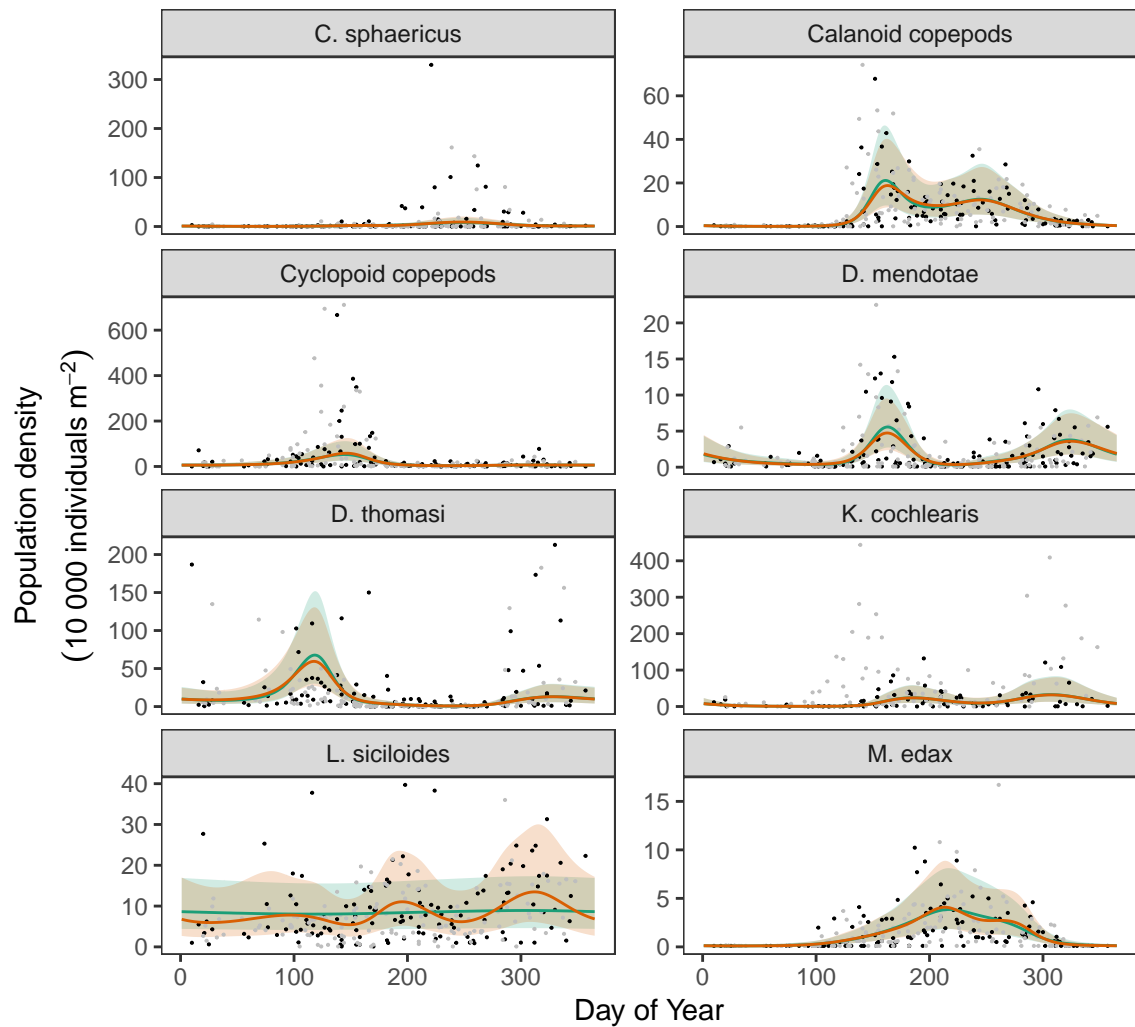 C. sphaericus
Calanoid copepods
300
200
100
0
60
40
20
0
Cyclopoid copepods
D. mendotae
600
400
200
0
20
15
10
5
0
D. thomasi
K. cochlearis
200
150
100
50
0
400
300
200
100
0
L. siciloides
M. edax
40
30
20
10
0
15
10
5
0
0 100 200 300
0 100 200 300
Day of Year
Population density
(10 000 individuals m−2)